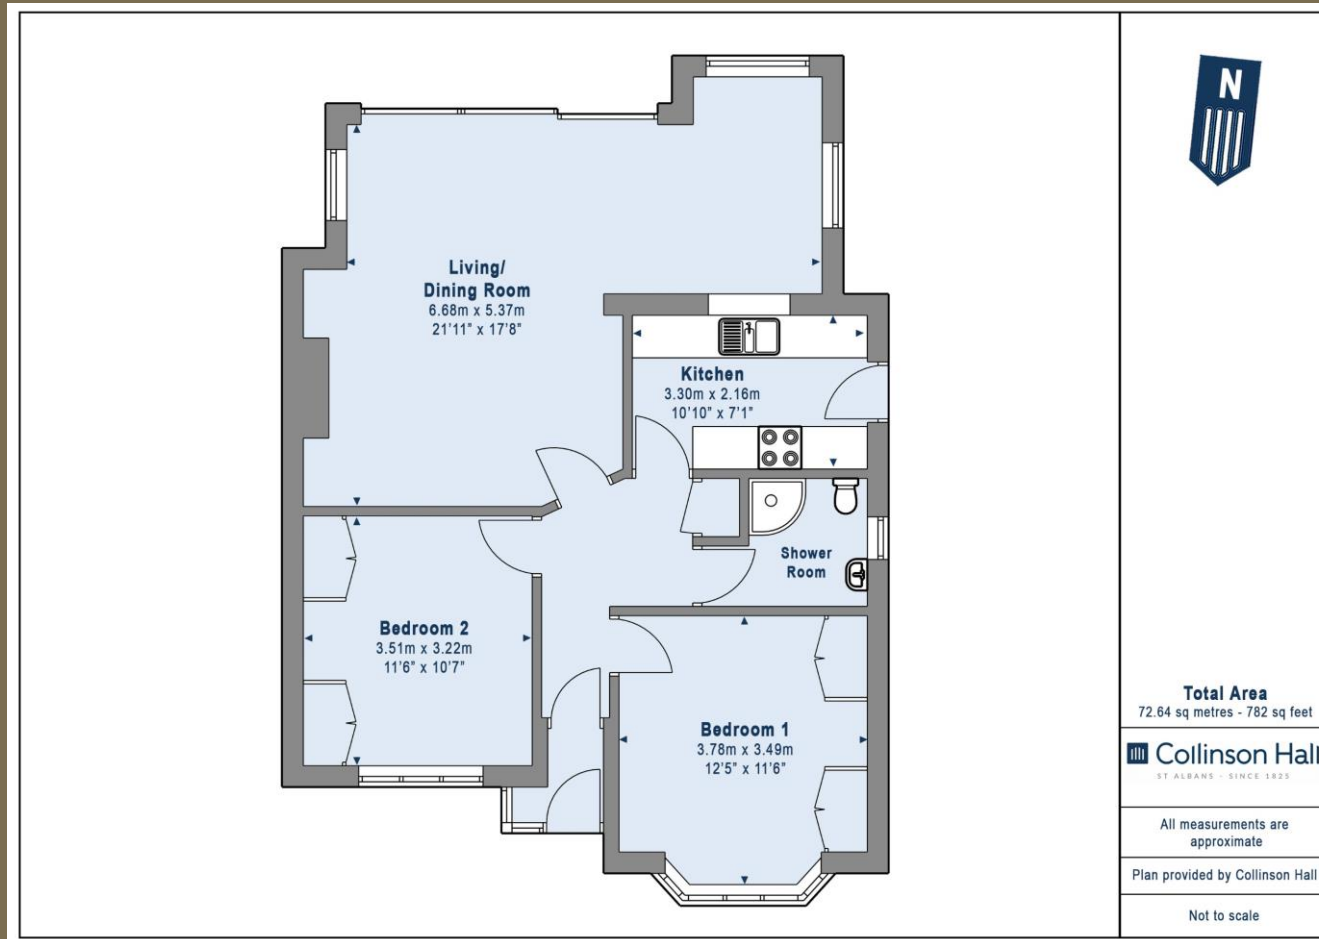 N
Living/
Dining Room
6.68m x 5.37m
21'11" x 17'8"
Kitchen
3.30m x 2.16m
10'10" x 7'1"
Shower
Room
Bedroom 2
3.51m x 3.22m
11'6" x 10'7"
Bedroom 1
3.78m x 3.49m
12'5" x 11'6"
Total Area
72.64 sq metres - 782 sq feet
Collinson Hall
ST ALBANS - SINCE 1825
All measurements are
approximate
Plan provided by Collinson Hall
Not to scale